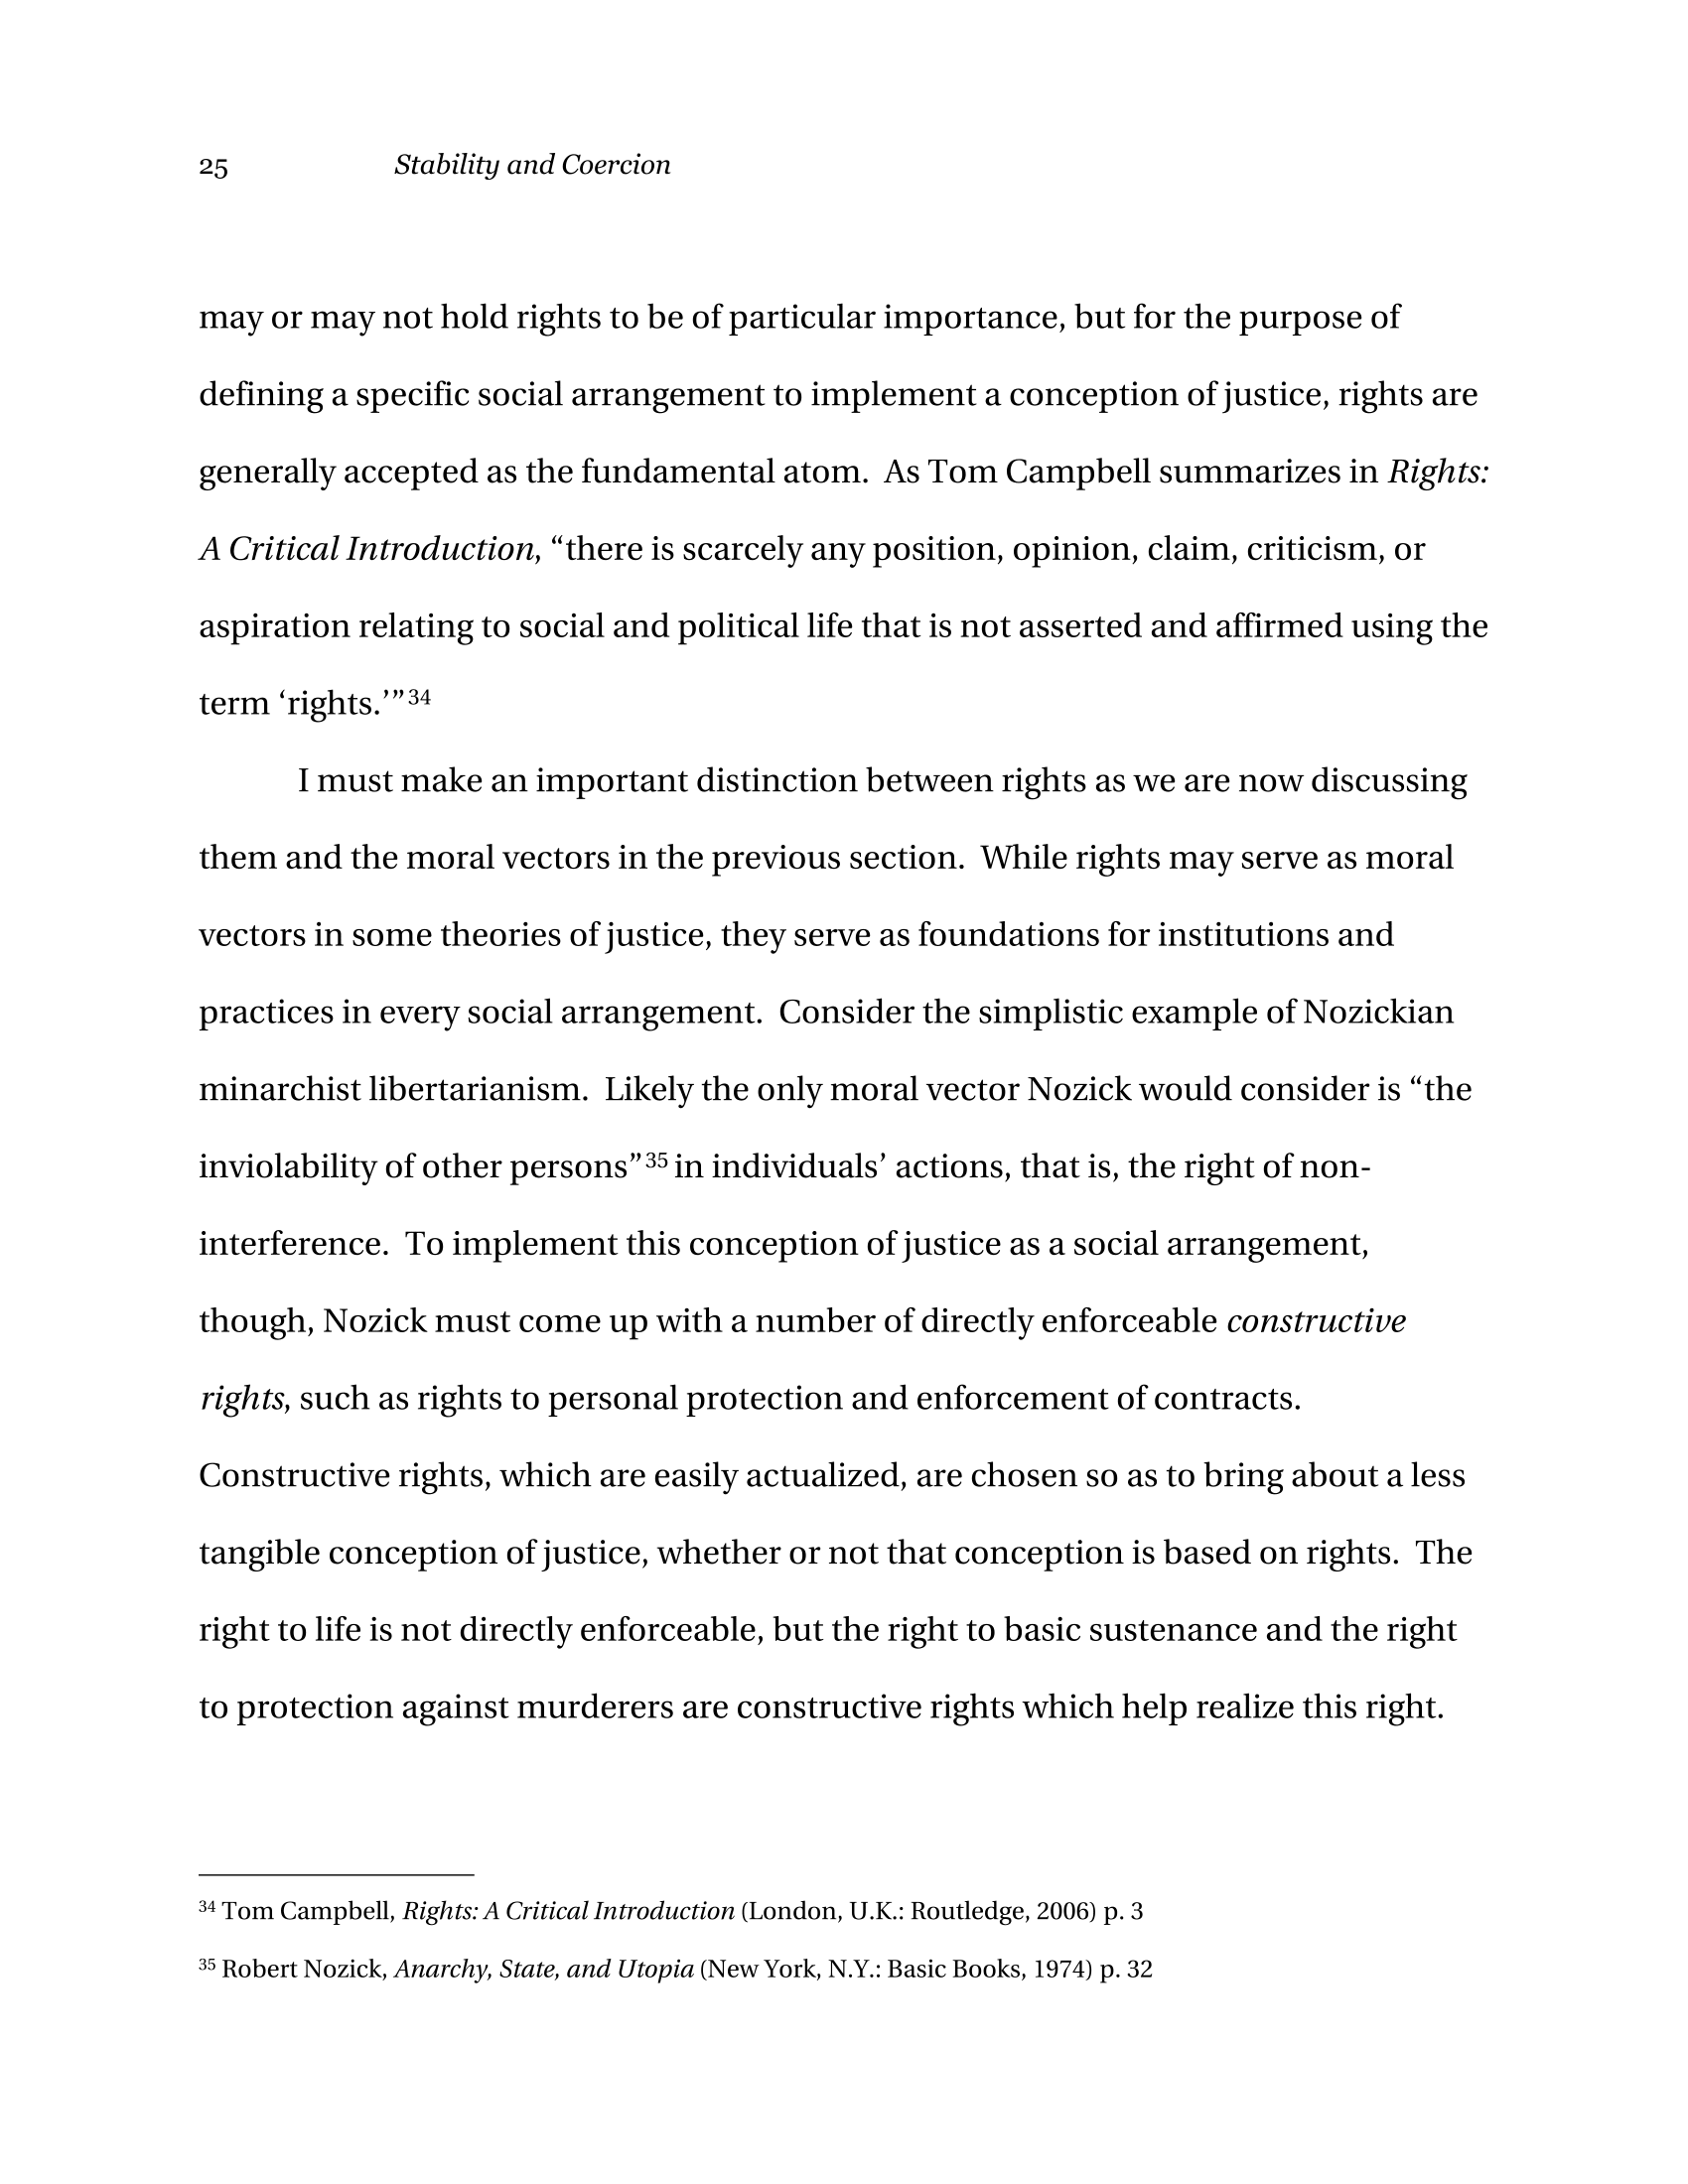 25 Stability and Coercion
may or may not hold rights to be of particular importance, but for the purpose of
defining a specific social arrangement to implement a conception of justice, rights are
generally accepted as the fundamental atom.  As Tom Campbell summarizes in Rights:
A Critical Introduction, “there is scarcely any position, opinion, claim, criticism, or
aspiration relating to social and political life that is not asserted and affirmed using the
term ‘rights.’”34
I must make an important distinction between rights as we are now discussing
them and the moral vectors in the previous section.  While rights may serve as moral
vectors in some theories of justice, they serve as foundations for institutions and
practices in every social arrangement.  Consider the simplistic example of Nozickian
minarchist libertarianism.  Likely the only moral vector Nozick would consider is “the
inviolability of other persons”35 in individuals’ actions, that is, the right of non-
interference.  To implement this conception of justice as a social arrangement,
though, Nozick must come up with a number of directly enforceable constructive
rights, such as rights to personal protection and enforcement of contracts.
Constructive rights, which are easily actualized, are chosen so as to bring about a less
tangible conception of justice, whether or not that conception is based on rights.  The
right to life is not directly enforceable, but the right to basic sustenance and the right
to protection against murderers are constructive rights which help realize this right.
34 Tom Campbell, Rights: A Critical Introduction (London, U.K.: Routledge, 2006) p. 3
35 Robert Nozick, Anarchy, State, and Utopia (New York, N.Y.: Basic Books, 1974) p. 32